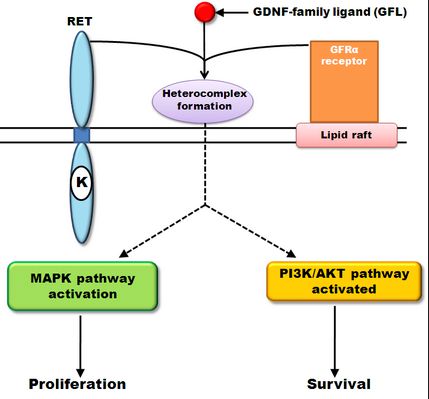 GDNF-family ligand (GFL)
RET
GFRα
receptor
Heterocomplex
formation
Lipid raft
K
MAPK pathway
activation
PI3K/AKT pathway
activated
Proliferation
Survival